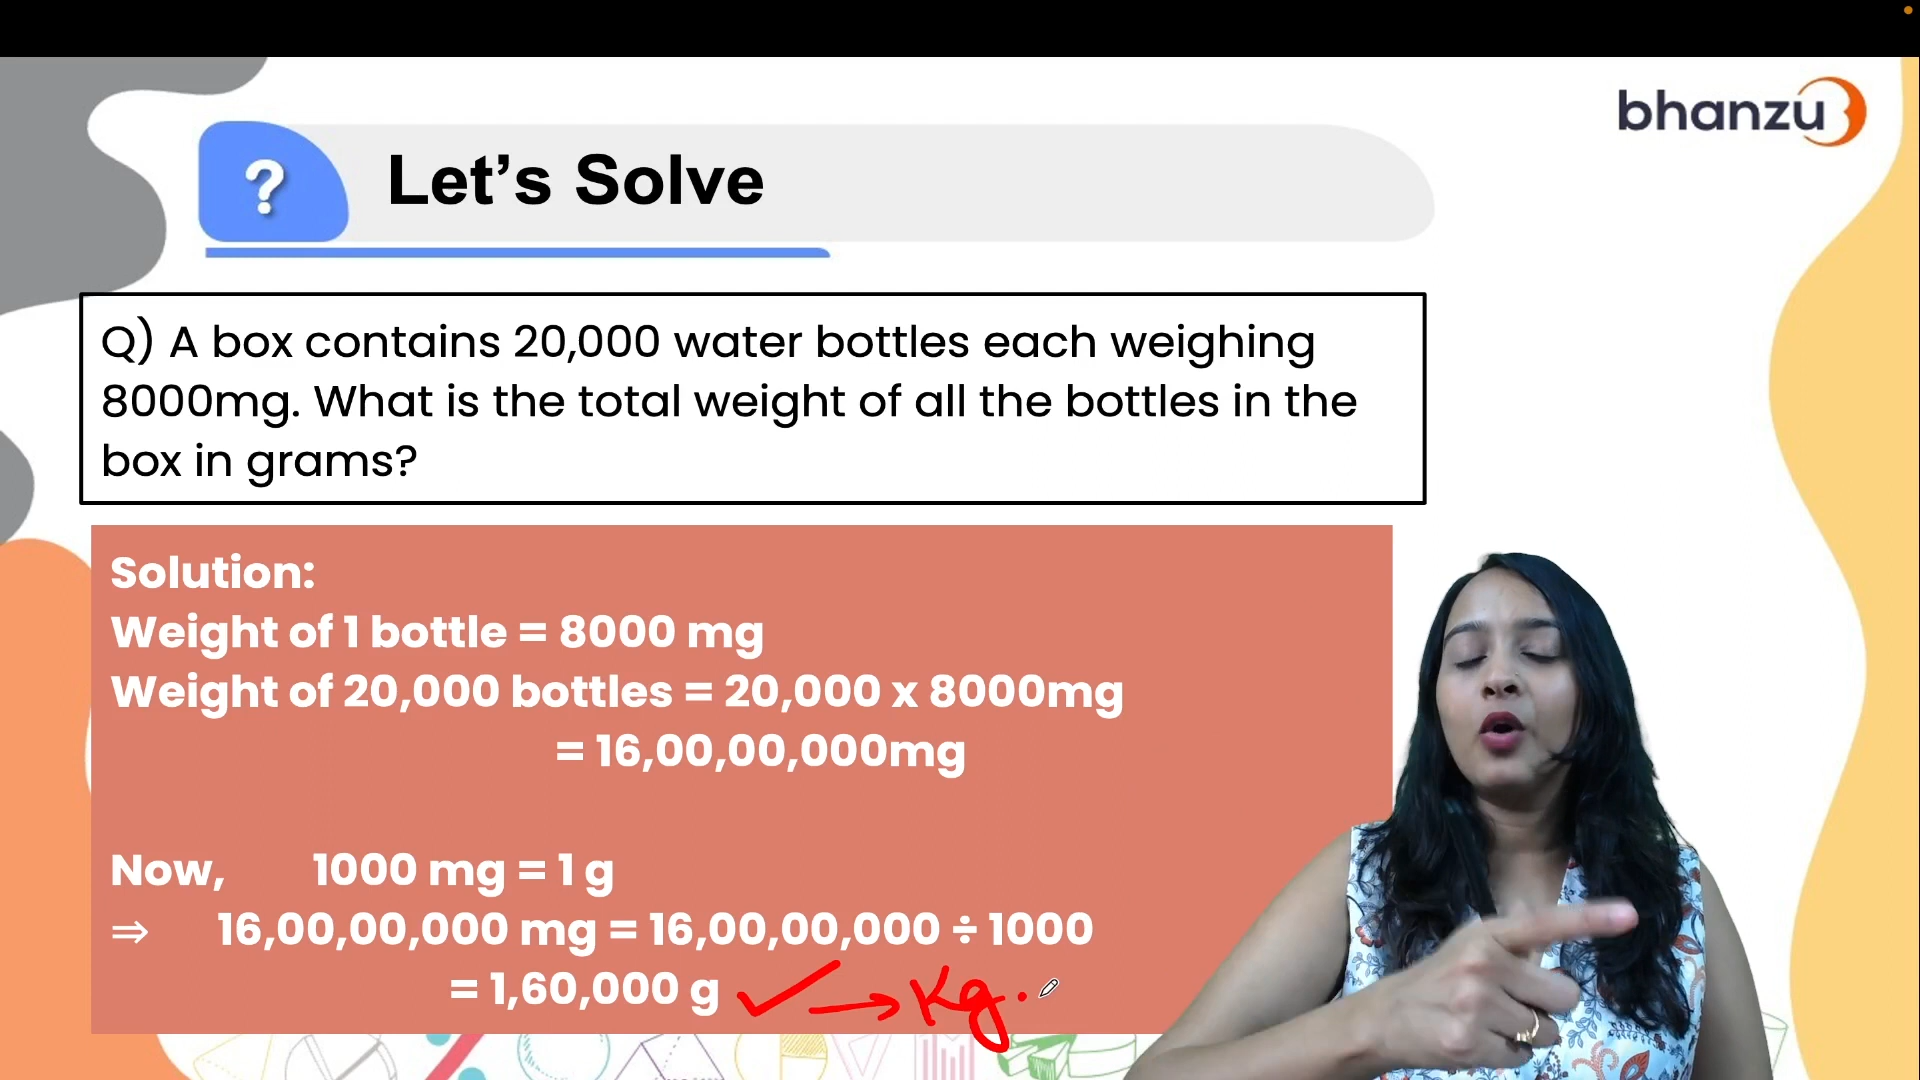 bhanzu
?
Let’s Solve
Q) A box contains 20,000 water bottles each weighing
8000mg. What is the total weight of all the bottles in the
box in grams?
Solution:
Weight of 1 bottle = 8000 mg
Weight of 20,000 bottles = 20,000 x 8000mg
= 16,00,00,000mg
Now, 1000 mg = 1 g
⇒ 16,00,00,000 mg = 16,00,00,000 ÷ 1000
= 1,60,000 g ✓ → Kg.